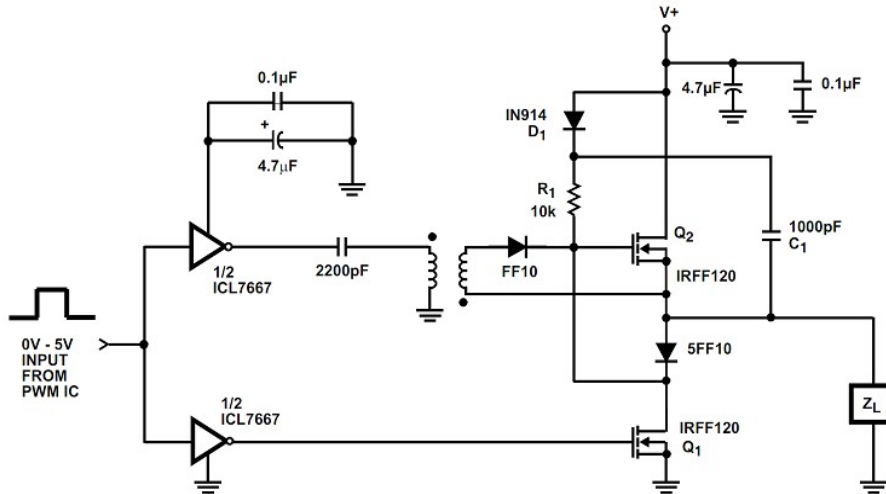 V+
0.1μF
+
4.7μF
4.7μF
0.1μF
IN914
D1
R1
10k
1000pF
C1
Q2
IRFF120
2200pF
FF10
1/2
ICL7667
5FF10
0V - 5V
INPUT
FROM
PWM IC
1/2
ICL7667
IRFF120
Q1
ZL